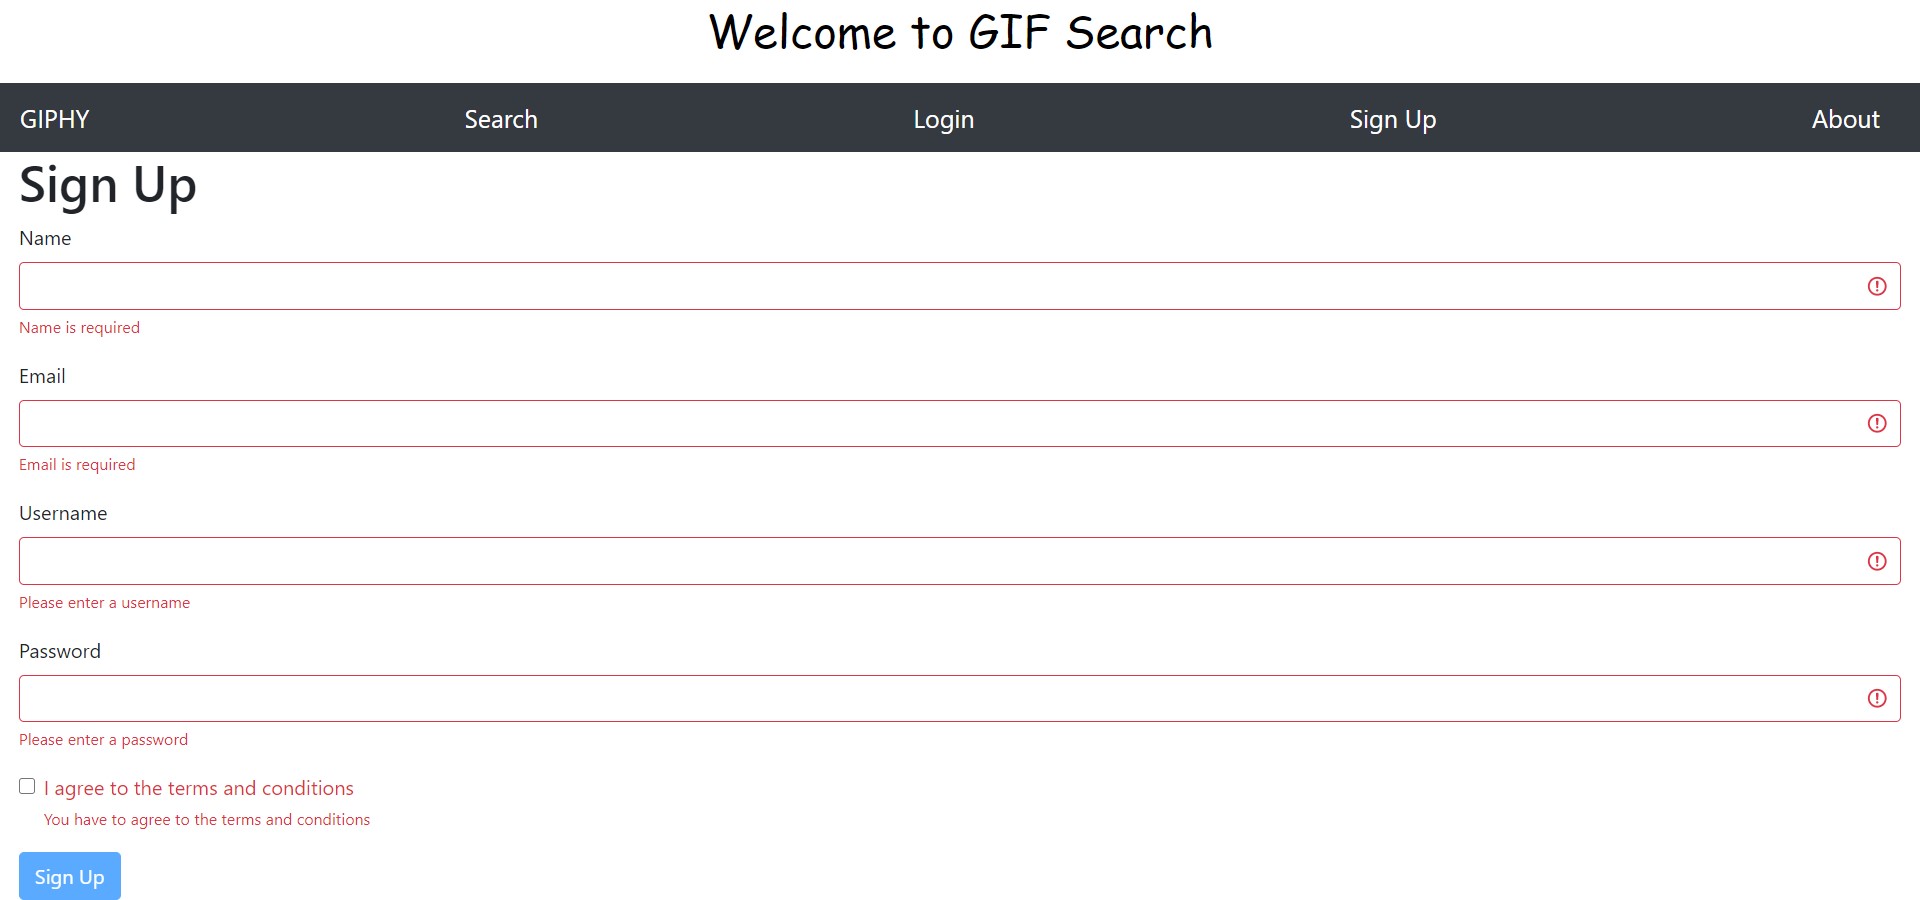 Welcome to GIF Search
GIPHY Search Login Sign Up About
Sign Up
Name
Name is required
Email
Email is required
Username
Please enter a username
Password
Please enter a password
I agree to the terms and conditions
You have to agree to the terms and conditions
Sign Up